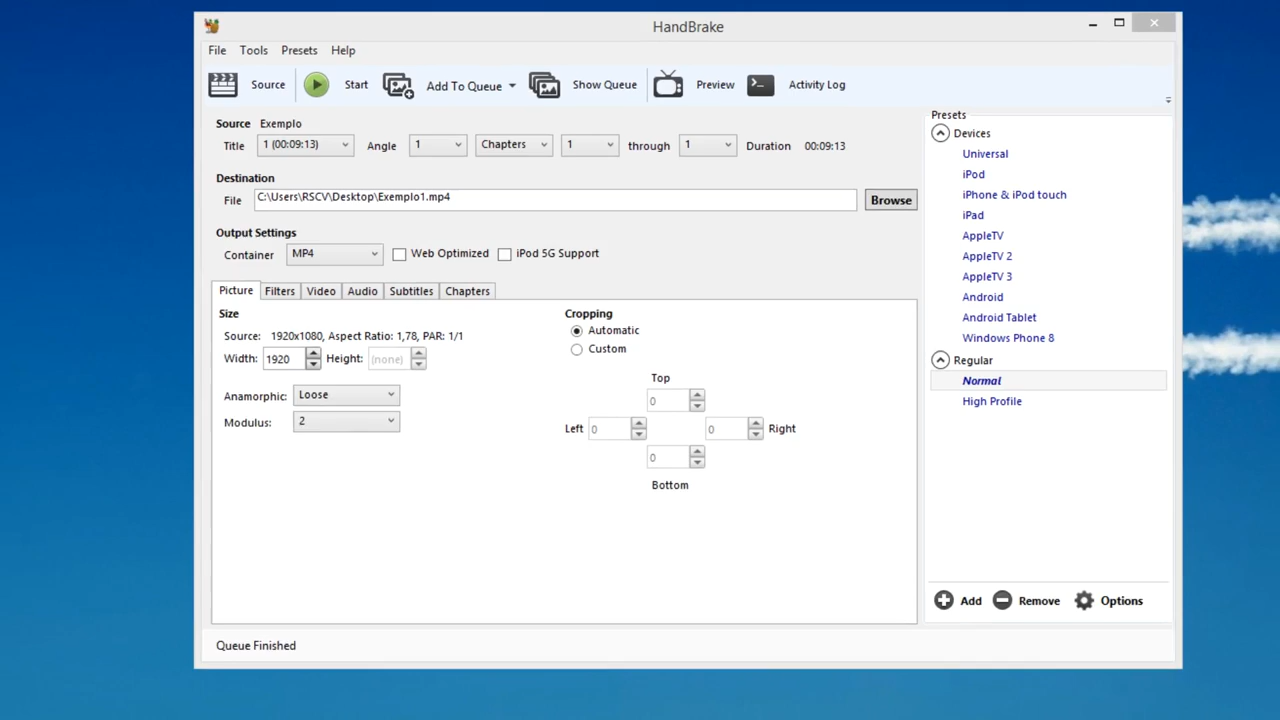 HandBrake
File Tools Presets Help
Source Start Add To Queue Show Queue Preview Activity Log
Source Exemplo
Title 1 (00:09:13) Angle 1 Chapters 1 through 1 Duration 00:09:13
Destination
File C:\Users\RSCV\Desktop\Exemplo1.mp4 Browse
Output Settings
Container MP4 Web Optimized iPod 5G Support
Picture Filters Video Audio Subtitles Chapters
Size
Source: 1920x1080, Aspect Ratio: 1,78, PAR: 1/1
Width: 1920 Height: (none)
Anamorphic: Loose
Modulus: 2
Cropping
Automatic
Custom
Top
0
Left 0 0 Right
0
Bottom
Presets
Devices
Universal
iPod
iPhone & iPod touch
iPad
AppleTV
AppleTV 2
AppleTV 3
Android
Android Tablet
Windows Phone 8
Regular
Normal
High Profile
Add Remove Options
Queue Finished